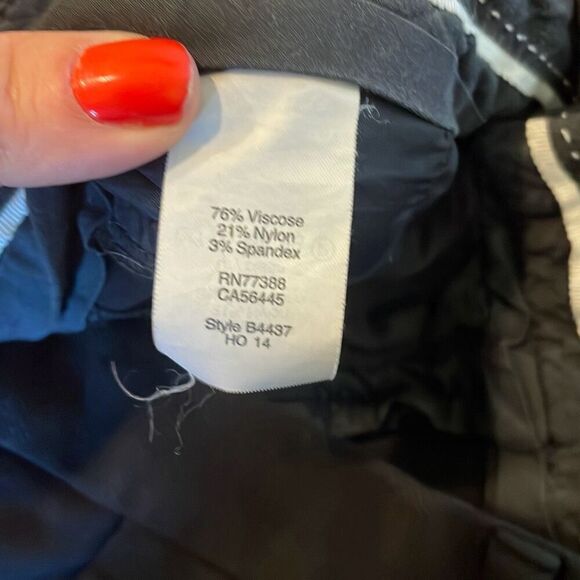 76% Viscose
21% Nylon
3% Spandex
RN77388
CA56445
Style B4437
HO 14